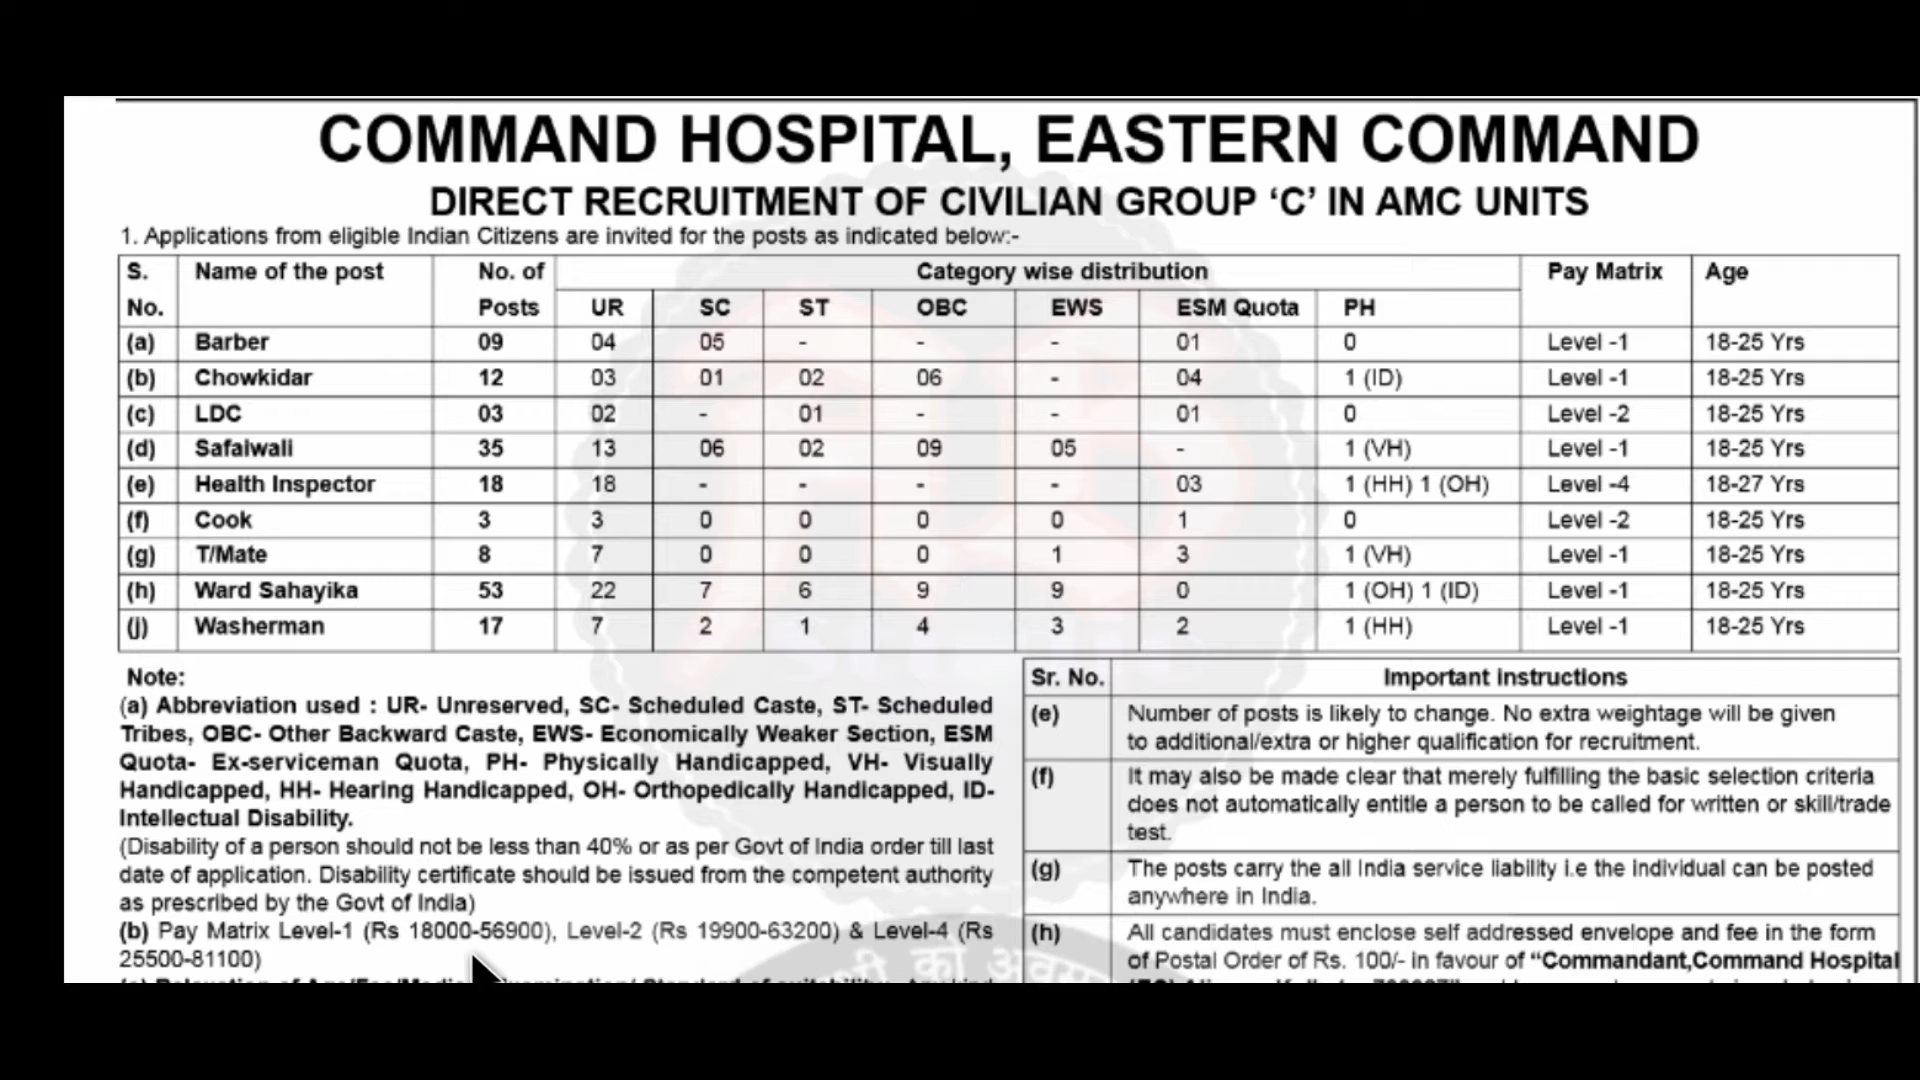 COMMAND HOSPITAL, EASTERN COMMAND
DIRECT RECRUITMENT OF CIVILIAN GROUP ‘C’ IN AMC UNITS
1. Applications from eligible Indian Citizens are invited for the posts as indicated below:-
S. No. Name of the post No. of Posts Category wise distribution Pay Matrix Age
UR SC ST OBC EWS ESM Quota PH
(a) Barber 09 04 05 - - - 01 0 Level -1 18-25 Yrs
(b) Chowkidar 12 03 01 02 06 - 04 1 (ID) Level -1 18-25 Yrs
(c) LDC 03 02 - 01 - - 01 0 Level -2 18-25 Yrs
(d) Safaiwali 35 13 06 02 09 05 - 1 (VH) Level -1 18-25 Yrs
(e) Health Inspector 18 18 - - - - 03 1 (HH) 1 (OH) Level -4 18-27 Yrs
(f) Cook 3 3 0 0 0 0 1 0 Level -2 18-25 Yrs
(g) T/Mate 8 7 0 0 0 1 3 1 (VH) Level -1 18-25 Yrs
(h) Ward Sahayika 53 22 7 6 9 9 0 1 (OH) 1 (ID) Level -1 18-25 Yrs
(j) Washerman 17 7 2 1 4 3 2 1 (HH) Level -1 18-25 Yrs
Note:
(a) Abbreviation used : UR- Unreserved, SC- Scheduled Caste, ST- Scheduled
Tribes, OBC- Other Backward Caste, EWS- Economically Weaker Section, ESM
Quota- Ex-serviceman Quota, PH- Physically Handicapped, VH- Visually
Handicapped, HH- Hearing Handicapped, OH- Orthopedically Handicapped, ID-
Intellectual Disability.
(Disability of a person should not be less than 40% or as per Govt of India order till last
date of application. Disability certificate should be issued from the competent authority
as prescribed by the Govt of India)
(b) Pay Matrix Level-1 (Rs 18000-56900), Level-2 (Rs 19900-63200) & Level-4 (Rs
25500-81100)
Sr. No. Important Instructions
(e) Number of posts is likely to change. No extra weightage will be given
to additional/extra or higher qualification for recruitment.
(f) It may also be made clear that merely fulfilling the basic selection criteria
does not automatically entitle a person to be called for written or skill/trade
test.
(g) The posts carry the all India service liability i.e the individual can be posted
anywhere in India.
(h) All candidates must enclose self addressed envelope and fee in the form
of Postal Order of Rs. 100/- in favour of “Commandant,Command Hospital